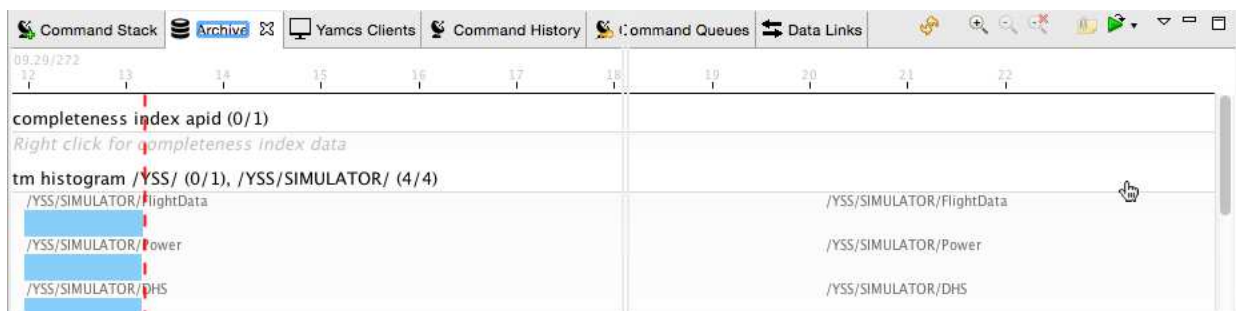 Command Stack Archive Yamcs Clients Command History Command Queues Data Links
09.29/272
12 13 14 15 16 17 18 19 20 21 22
completeness index apid (0/1)
Right click for completeness index data
tm histogram /YSS/ (0/1), /YSS/SIMULATOR/ (4/4)
/YSS/SIMULATOR/FlightData /YSS/SIMULATOR/FlightData
/YSS/SIMULATOR/Power /YSS/SIMULATOR/Power
/YSS/SIMULATOR/DHS /YSS/SIMULATOR/DHS